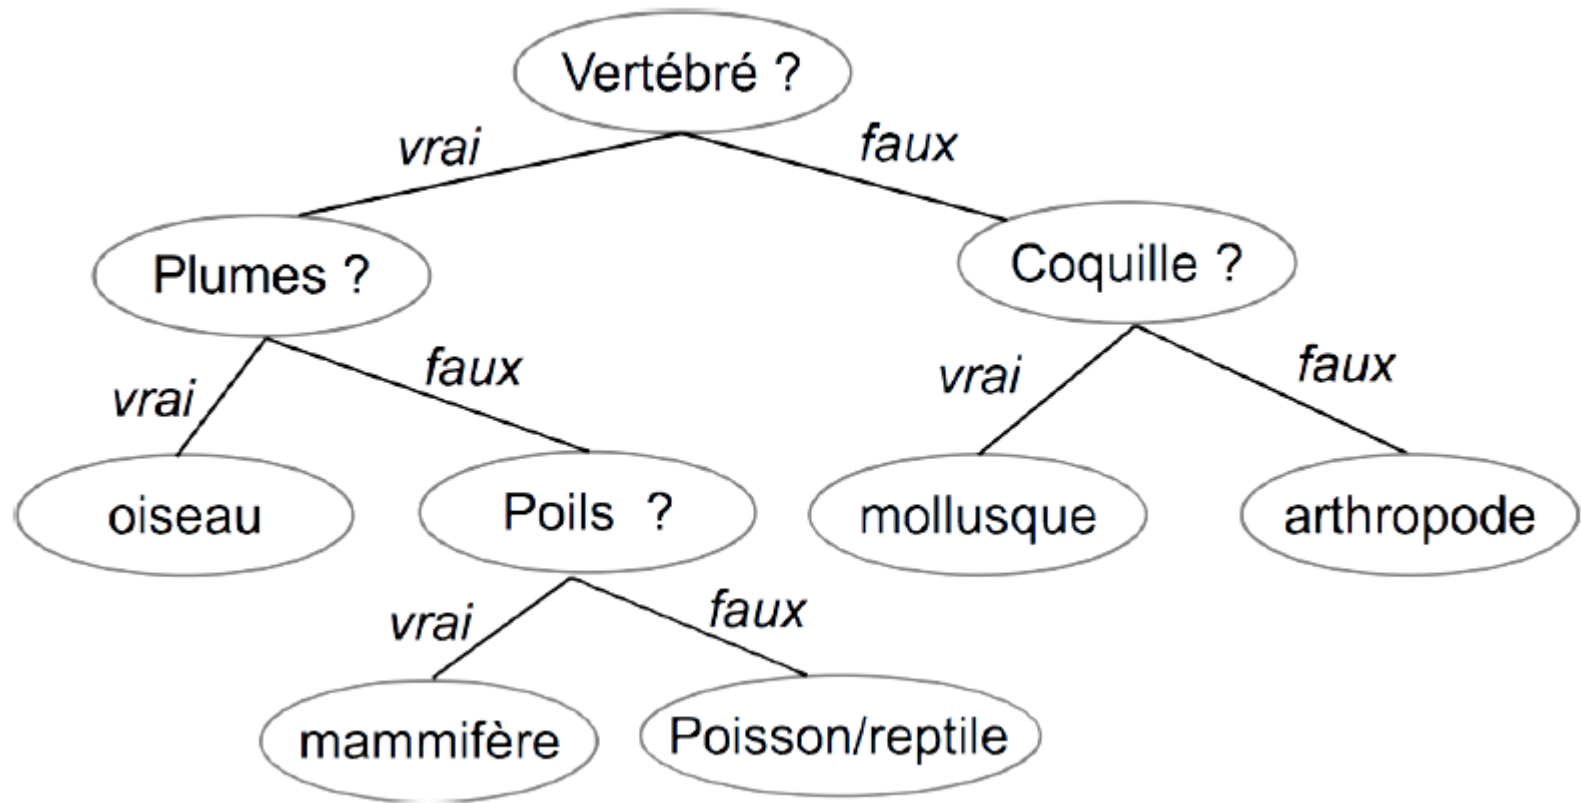 Vertébré ?
vrai
faux
Plumes ?
Coquille ?
vrai
faux
vrai
faux
oiseau
Poils ?
mollusque
arthropode
vrai
faux
mammifère
Poisson/reptile